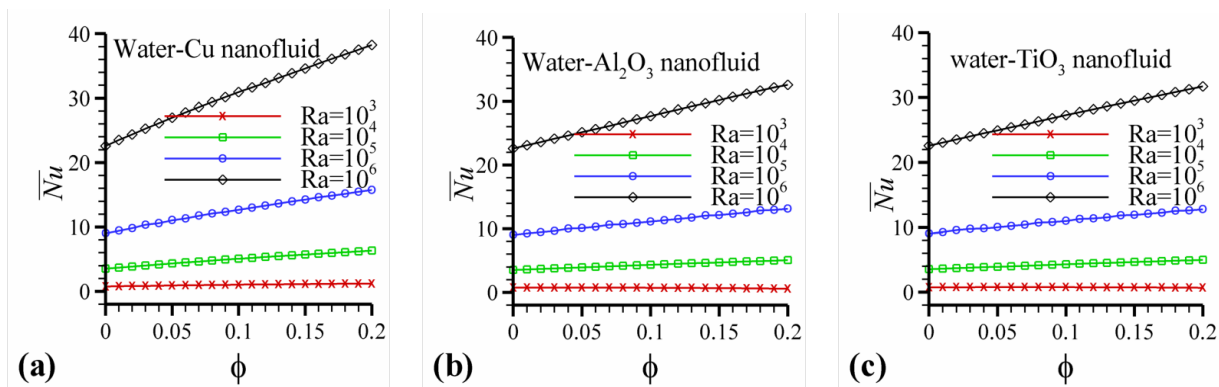 40
Water-Cu nanofluid
30
Ra=10³
Ra=10⁴
Ra=10⁵
Ra=10⁶
20
N̅u̅
10
0
0 0.05 0.1 0.15 0.2
(a) ϕ
40
Water-Al₂O₃ nanofluid
30
Ra=10³
Ra=10⁴
Ra=10⁵
Ra=10⁶
20
N̅u̅
10
0
0 0.05 0.1 0.15 0.2
(b) ϕ
40
water-TiO₃ nanofluid
30
Ra=10³
Ra=10⁴
Ra=10⁵
Ra=10⁶
20
N̅u̅
10
0
0 0.05 0.1 0.15 0.2
(c) ϕ